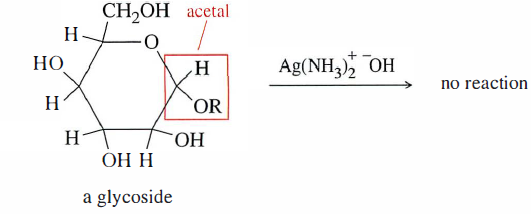 CH₂OH acetal
H O
HO H
Ag(NH₃)₂⁺ ⁻OH
no reaction
H OR
H OH
OH H
a glycoside